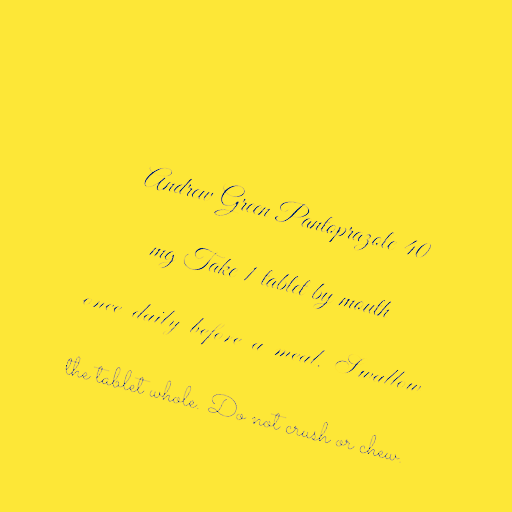 Andrew Green Pantoprazole 40
mg Take 1 tablet by mouth
once daily before a meal. Swallow
the tablet whole. Do not crush or chew